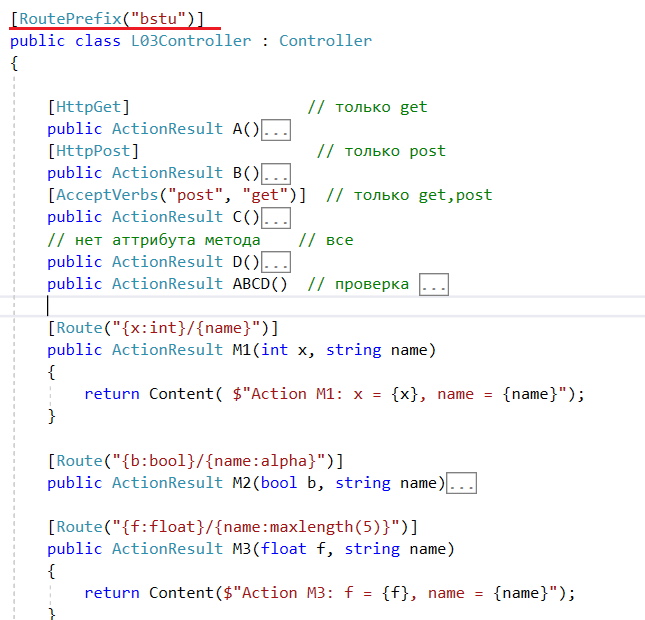 [RoutePrefix("bstu")]
public class L03Controller : Controller
{
[HttpGet] // только get
public ActionResult A()...
[HttpPost] // только post
public ActionResult B()...
[AcceptVerbs("post", "get")] // только get,post
public ActionResult C()...
// нет аттрибута метода // все
public ActionResult D()...
public ActionResult ABCD() // проверка ...
[Route("{x:int}/{name}")]
public ActionResult M1(int x, string name)
{
return Content( $"Action M1: x = {x}, name = {name}");
}
[Route("{b:bool}/{name:alpha}")]
public ActionResult M2(bool b, string name)...
[Route("{f:float}/{name:maxlength(5)}")]
public ActionResult M3(float f, string name)
{
return Content($"Action M3: f = {f}, name = {name}");
}